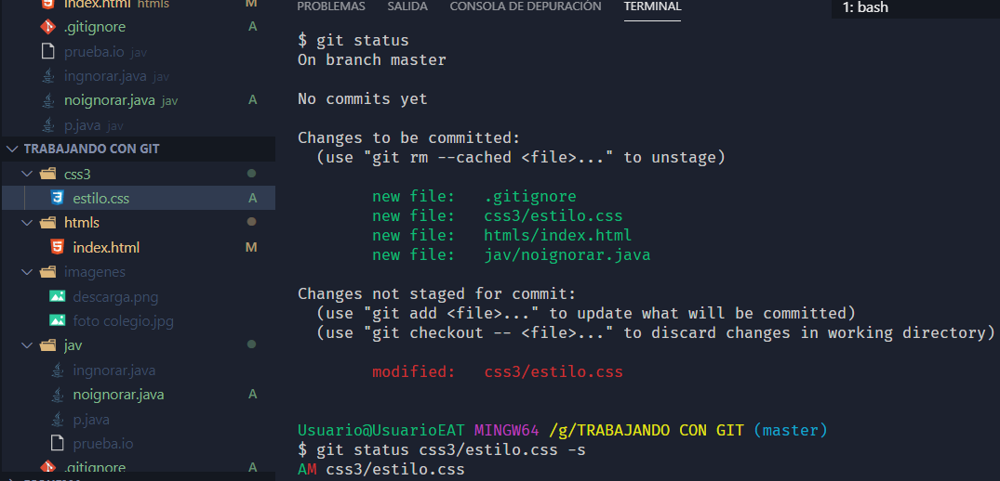 index.html htmls M
.gitignore A
prueba.io jav
ingnorar.java jav
noignorar.java jav A
p.java jav
TRABAJANDO CON GIT
css3
estilo.css A
htmls
index.html M
imagenes
descarga.png
foto colegio.jpg
jav
ingnorar.java
noignorar.java A
p.java
prueba.io
.gitignore A
PROBLEMAS SALIDA CONSOLA DE DEPURACIÓN TERMINAL 1: bash
$ git status
On branch master
No commits yet
Changes to be committed:
(use "git rm --cached <file>..." to unstage)
new file: .gitignore
new file: css3/estilo.css
new file: htmls/index.html
new file: jav/noignorar.java
Changes not staged for commit:
(use "git add <file>..." to update what will be committed)
(use "git checkout -- <file>..." to discard changes in working directory)
modified: css3/estilo.css
Usuario@UsuarioEAT MINGW64 /g/TRABAJANDO CON GIT (master)
$ git status css3/estilo.css -s
AM css3/estilo.css